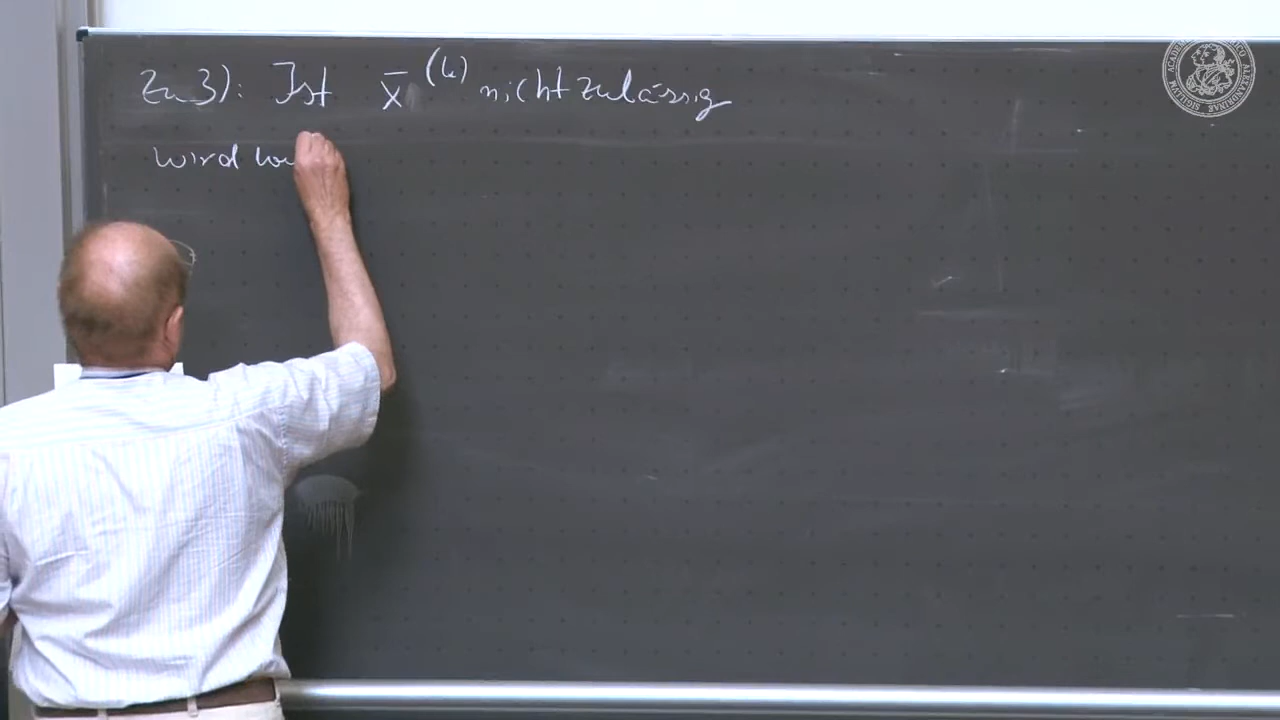 Zu 3): Ist x̄^(k) nicht zulässig
wird